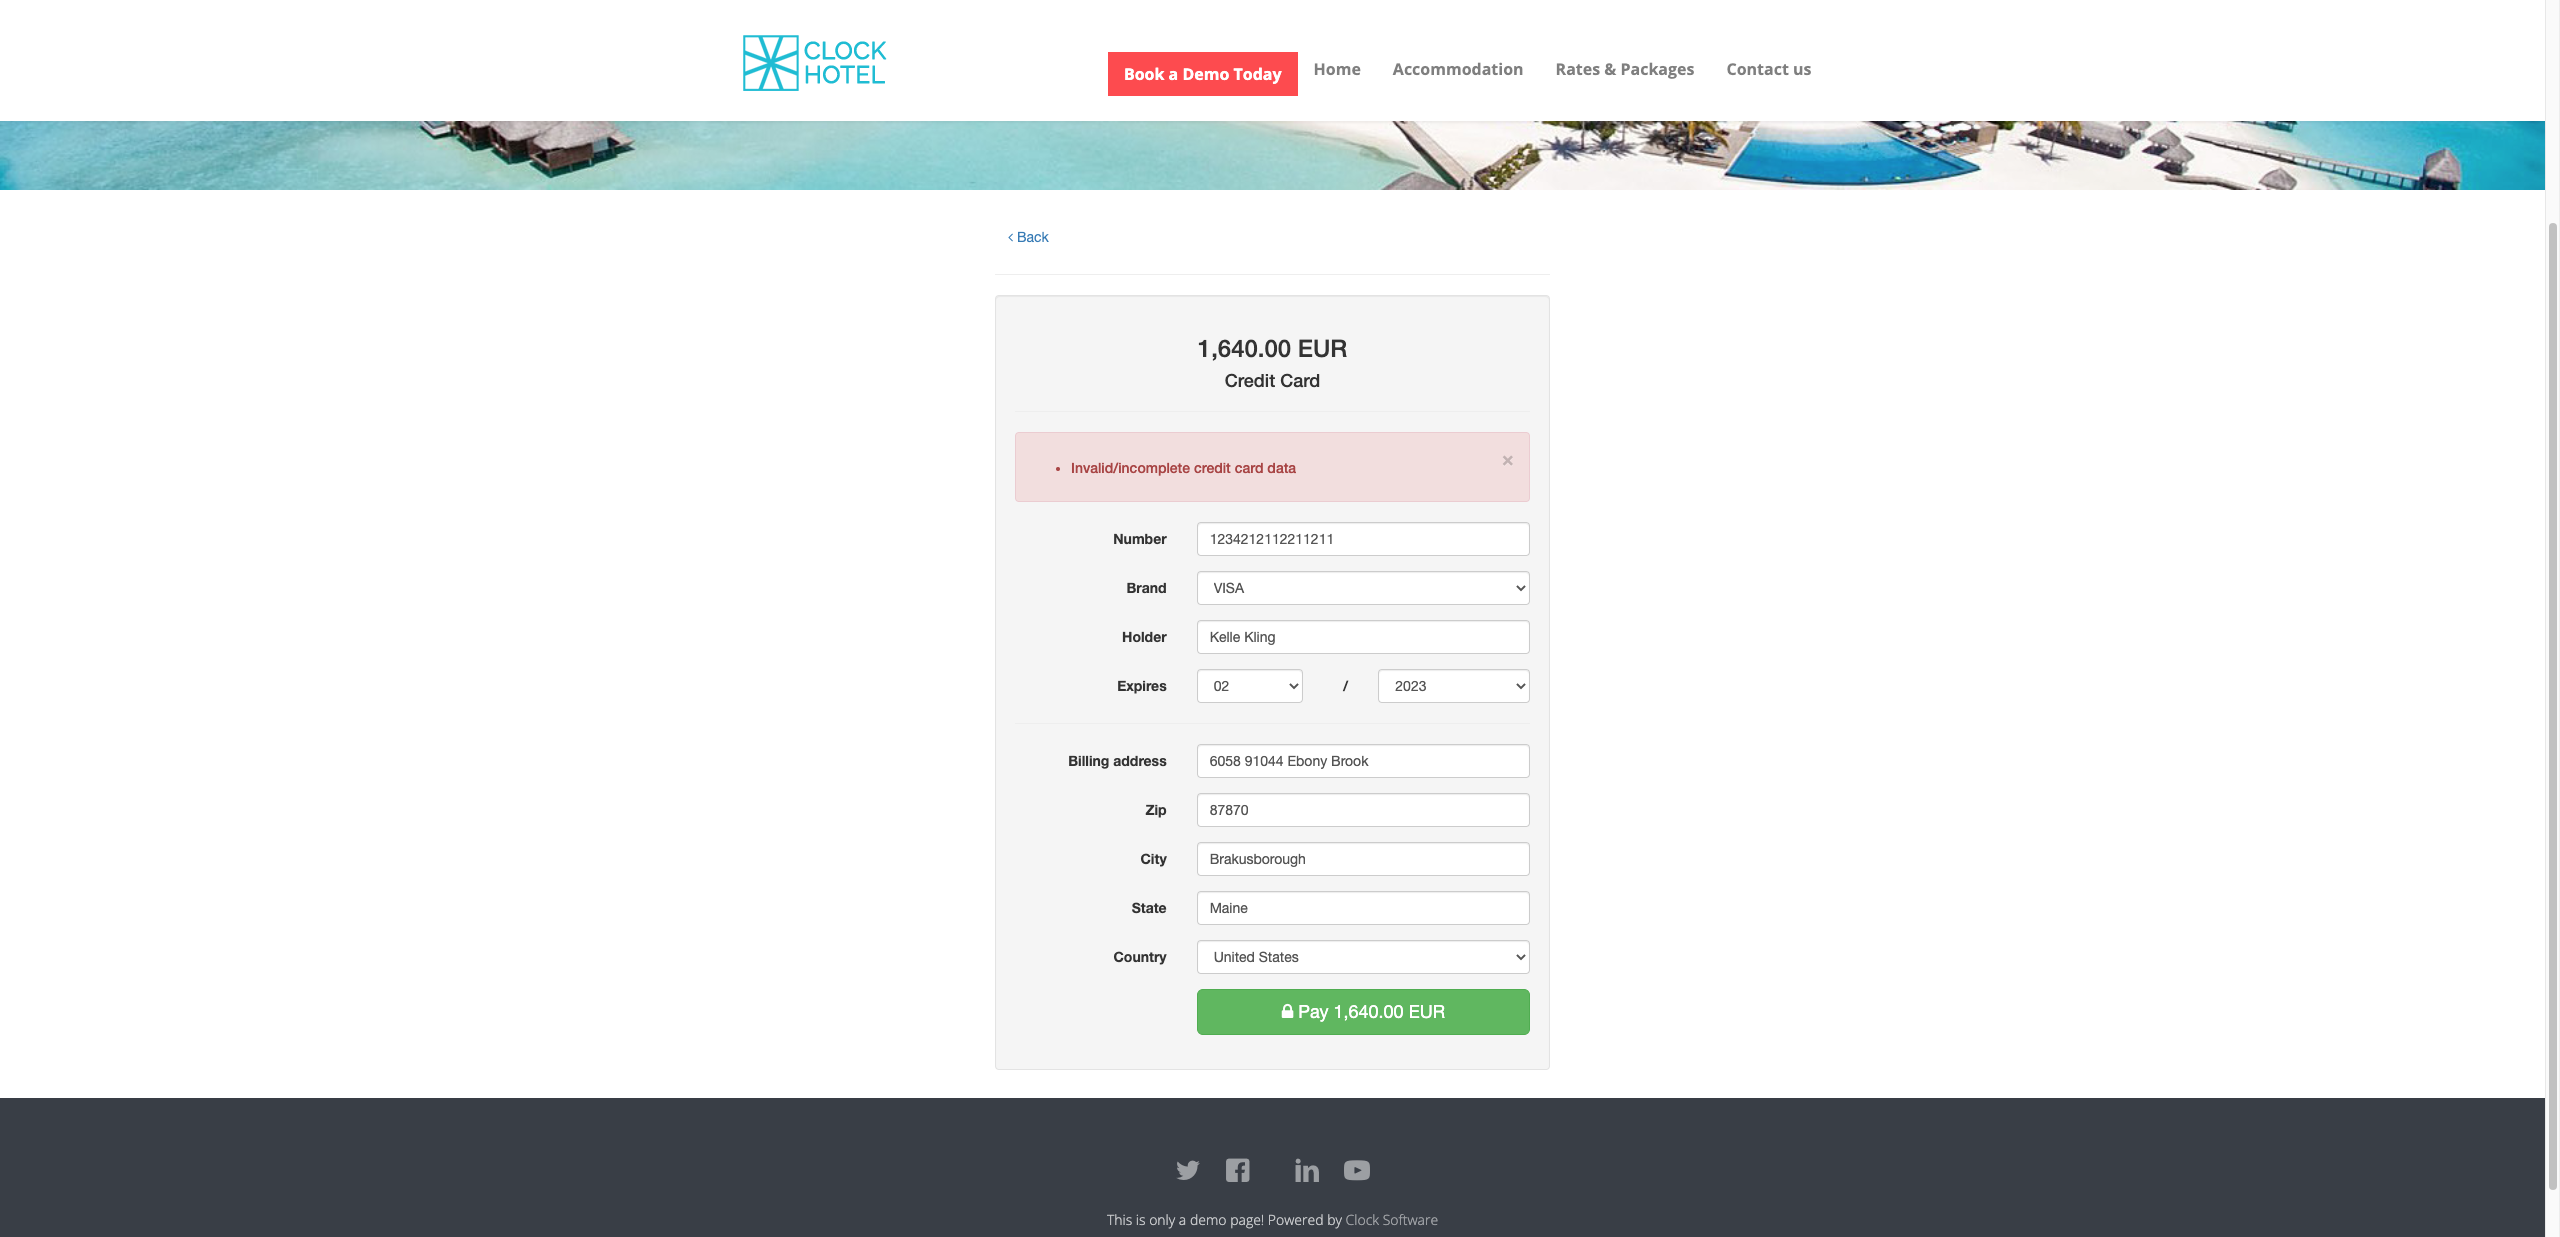 CLOCK
HOTEL
Book a Demo Today
Home
Accommodation
Rates & Packages
Contact us
‹ Back
1,640.00 EUR
Credit Card
• Invalid/incomplete credit card data
×
Number
1234212112211211
Brand
VISA
Holder
Kelle Kling
Expires
02 / 2023
Billing address
6058 91044 Ebony Brook
Zip
87870
City
Brakusborough
State
Maine
Country
United States
Pay 1,640.00 EUR
This is only a demo page! Powered by Clock Software